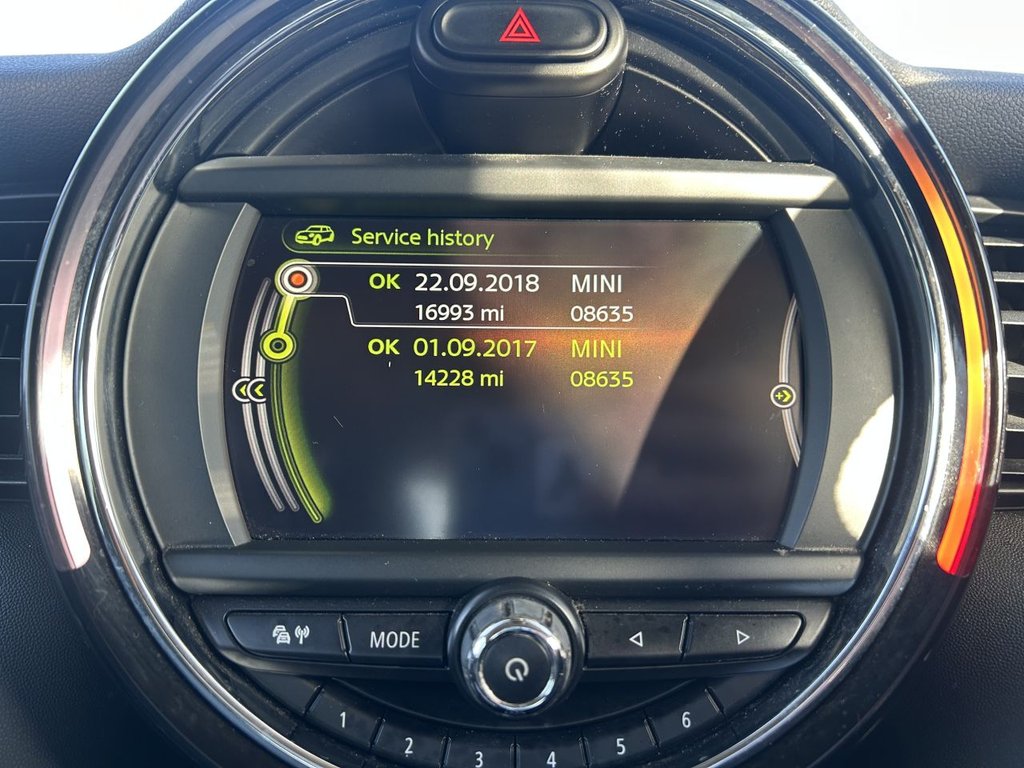 Service history
OK 22.09.2018 MINI
16993 mi 08635
OK 01.09.2017 MINI
14228 mi 08635
MODE
1 2 3 4 5 6